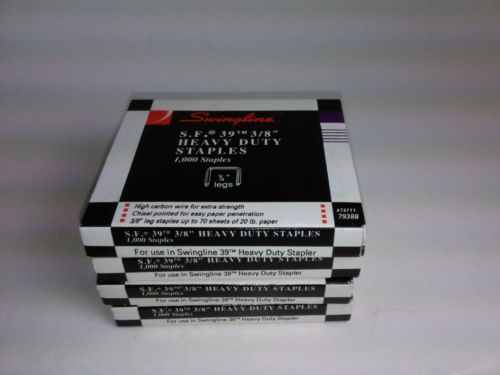 Swingline
S.F.® 39™ 3/8"
HEAVY DUTY
STAPLES
1,000 Staples
3/8"
legs
High carbon wire for extra strength
Chisel pointed for easy paper penetration
3/8" leg staples up to 70 sheets of 20 lb. paper
#74711-
79388
S.F.® 39™ 3/8" HEAVY DUTY STAPLES
1,000 Staples
For use in Swingline 39™ Heavy Duty Stapler
S.F.® 39™ 3/8" HEAVY DUTY STAPLES
1,000 Staples
For use in Swingline 39™ Heavy Duty Stapler
S.F.® 39™ 3/8" HEAVY DUTY STAPLES
1,000 Staples
For use in Swingline 39™ Heavy Duty Stapler
S.F.® 39™ 3/8" HEAVY DUTY STAPLES
1,000 Staples
For use in Swingline 39™ Heavy Duty Stapler